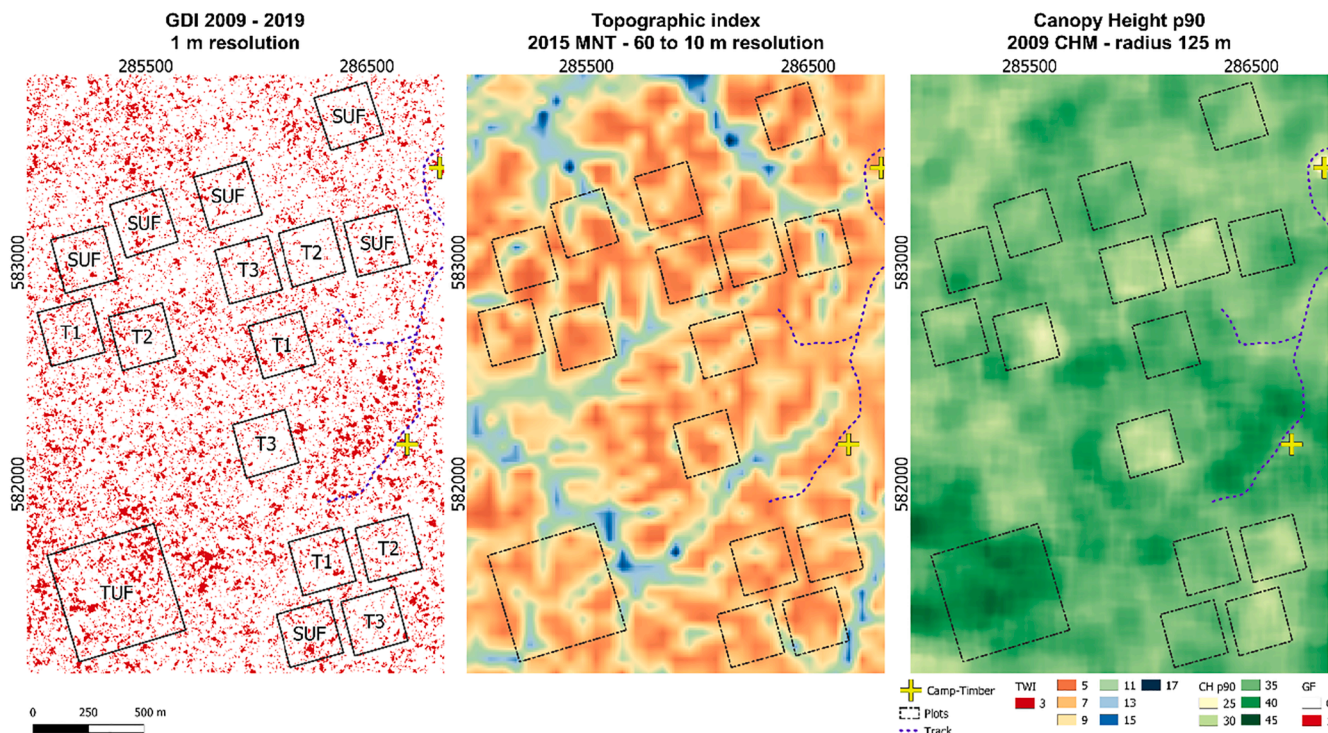 GDI 2009 - 2019
1 m resolution
285500 286500
583000
582000
SUF
SUF
SUF
SUF
T2
SUF
T3
T1
T2
T1
T3
T1
T2
TUF
SUF
T3
0 250 500 m
Topographic index
2015 MNT - 60 to 10 m resolution
285500 286500
583000
582000
Canopy Height p90
2009 CHM - radius 125 m
285500 286500
583000
582000
Camp-Timber
Plots
Track
TWI
3
5
7
9
11
13
15
17
CH p90
25
30
35
40
45
GF